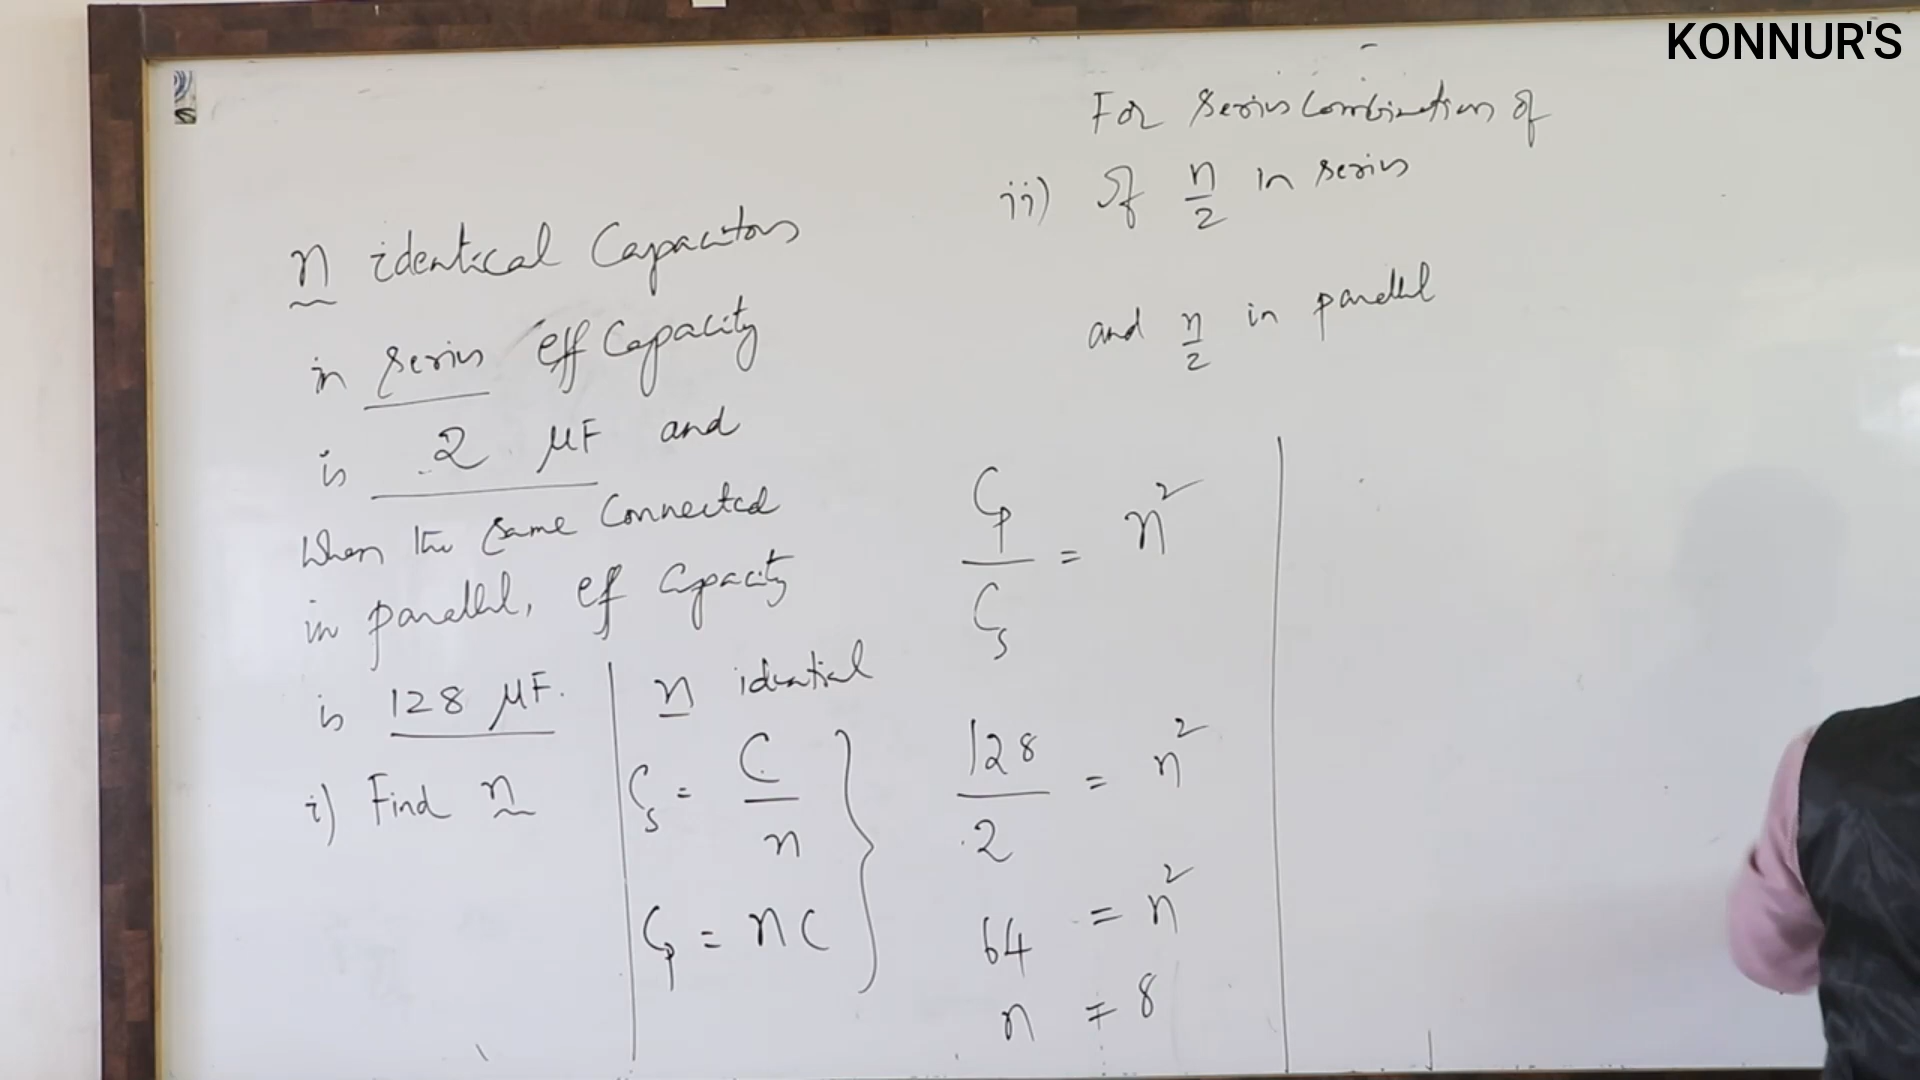 KONNUR'S
n identical Capacitors
in series eff Capacity
is 2 μF and
When the same Connected
in parallel, eff Capacity
is 128 μF.
i) Find n
n identical
Cs = C/n
Cp = nC
For series Combination of
ii) Of n/2 in series
and n/2 in parallel
Cp/Cs = n²
128/2 = n²
64 = n²
n = 8